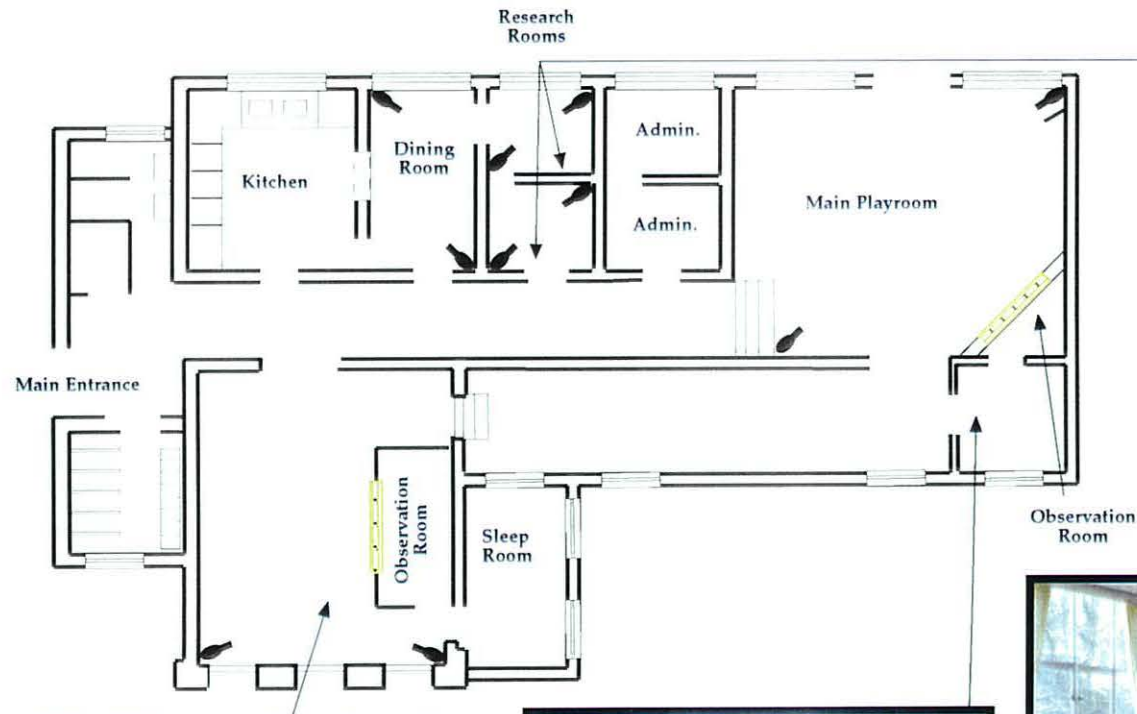 Research
Rooms
Kitchen
Dining
Room
Admin.
Admin.
Main Playroom
Main Entrance
Observation
Room
Sleep
Room
Observation
Room